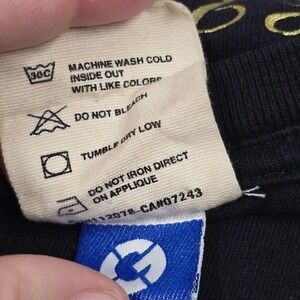 30C
MACHINE WASH COLD
INSIDE OUT
WITH LIKE COLORS
DO NOT BLEACH
TUMBLE DRY LOW
DO NOT IRON DIRECT
ON APPLIQUE
-CA#07243